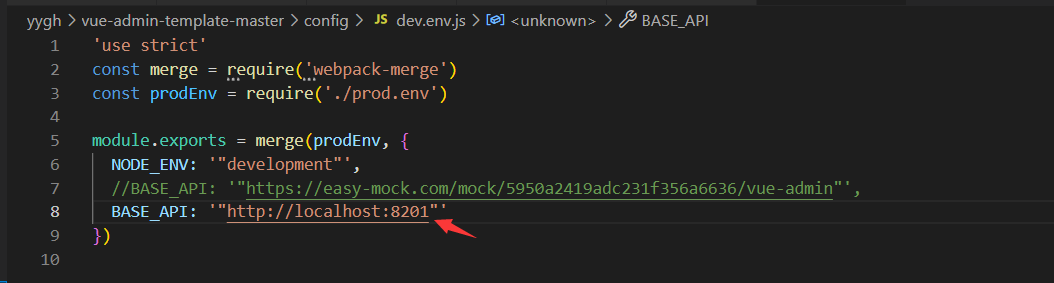 yygh > vue-admin-template-master > config > JS dev.env.js > <unknown> > BASE_API
1 'use strict'
2 const merge = require('webpack-merge')
3 const prodEnv = require('./prod.env')
4
5 module.exports = merge(prodEnv, {
6 NODE_ENV: '"development"',
7 //BASE_API: '"https://easy-mock.com/mock/5950a2419adc231f356a6636/vue-admin"',
8 BASE_API: '"http://localhost:8201"'
9 })
10